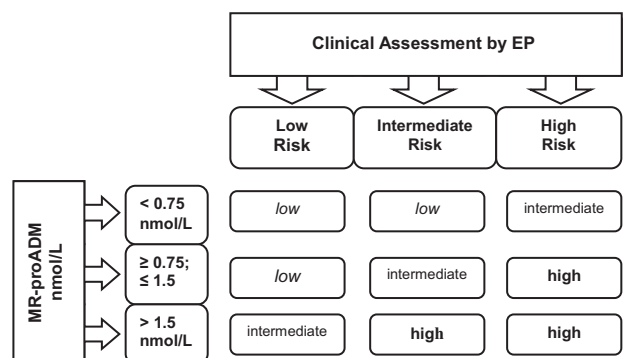 Clinical Assessment by EP
Low
Risk
Intermediate
Risk
High
Risk
MR-proADM
nmol/L
< 0.75
nmol/L
low
low
intermediate
≥ 0.75;
≤ 1.5
low
intermediate
high
> 1.5
nmol/L
intermediate
high
high